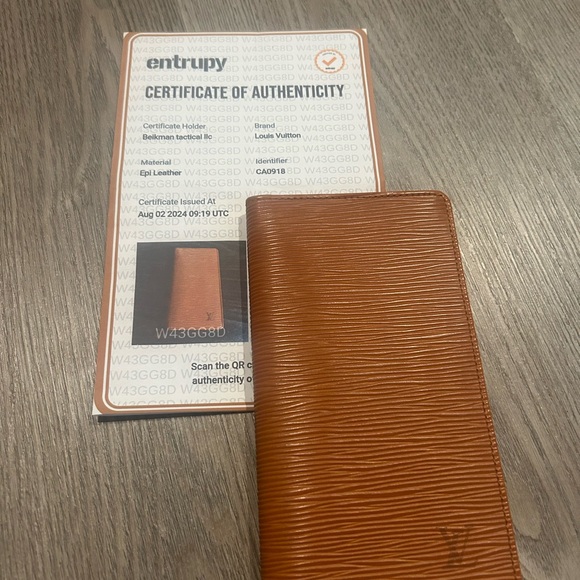 entrupy
CERTIFICATE OF AUTHENTICITY
Certificate Holder
Beikman tactical llc
Brand
Louis Vuitton
Material
Epi Leather
Identifier
CA0918
Certificate Issued At
Aug 02 2024 09:19 UTC
W43GG8D
Scan the QR c
authenticity o
LV